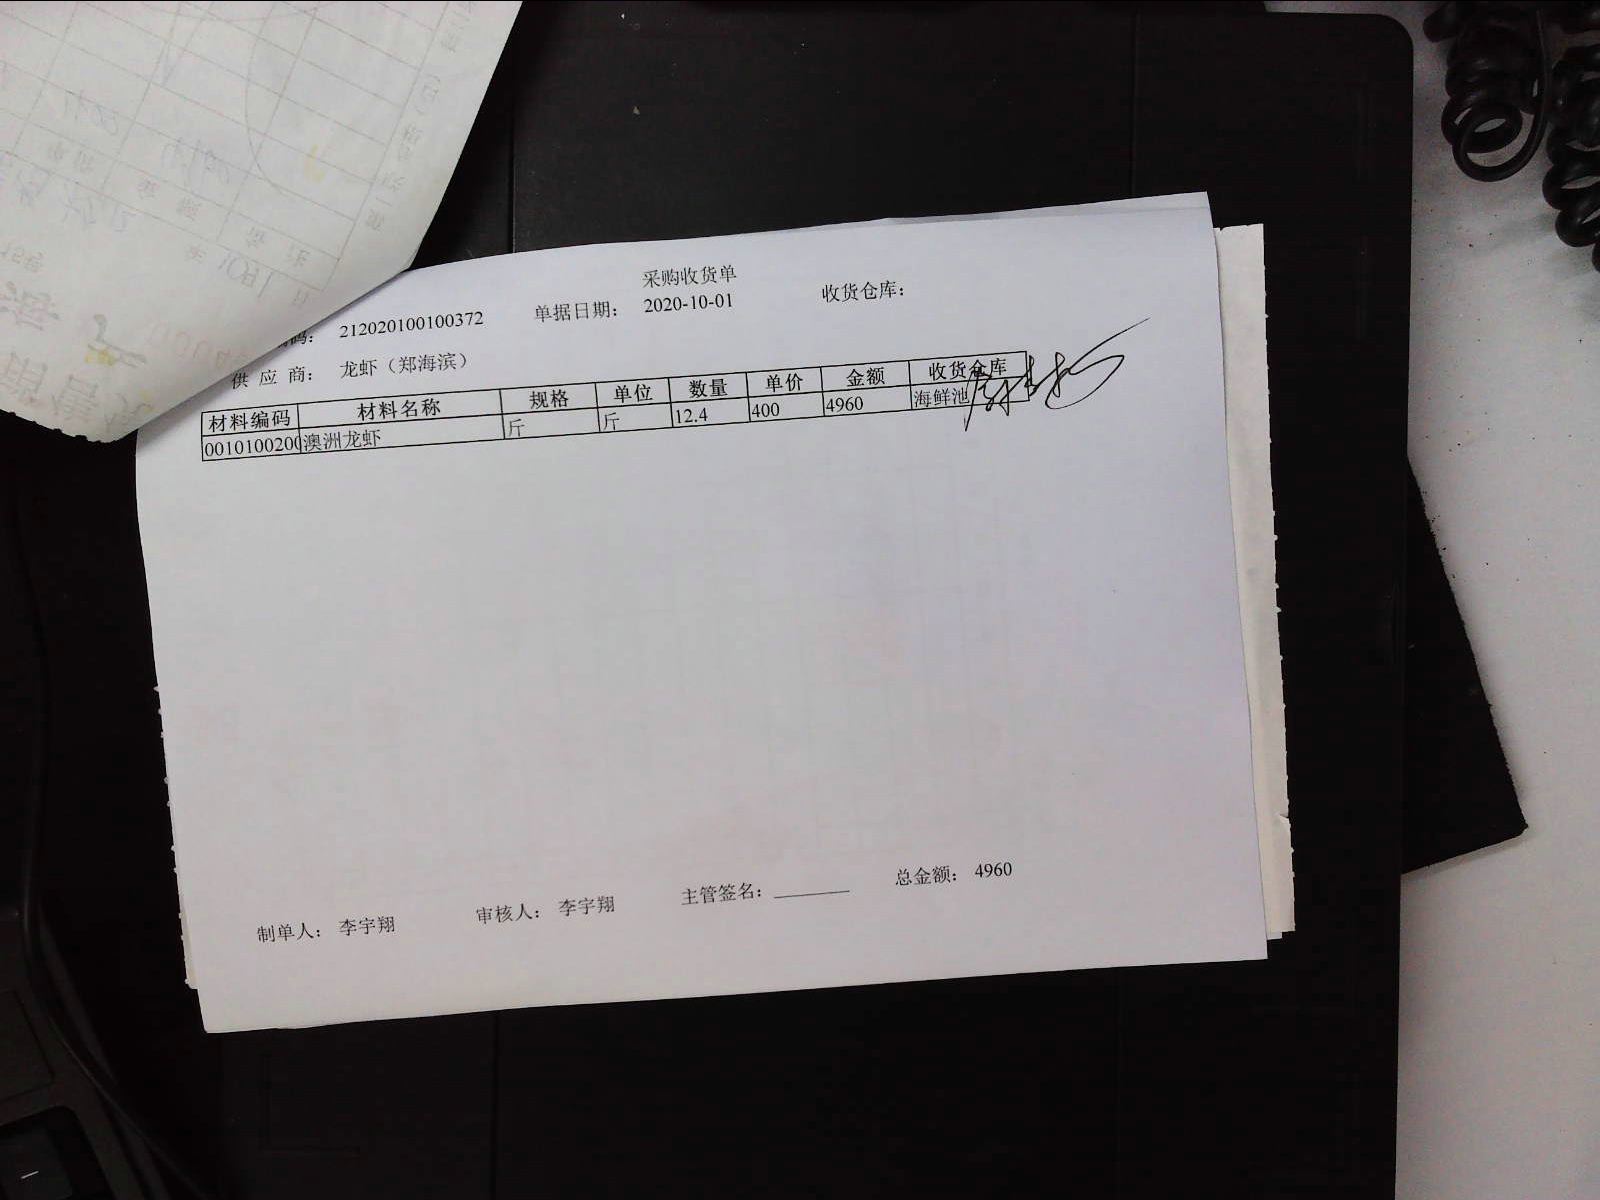 采购收货单
码： 212020100100372 单据日期： 2020-10-01 收货仓库：
供应商： 龙虾（郑海滨）
材料编码 材料名称 规格 单位 数量 单价 金额 收货仓库
0010100200 澳洲龙虾 斤 斤 12.4 400 4960 海鲜池
制单人： 李宇翔 审核人： 李宇翔 主管签名： 总金额： 4960